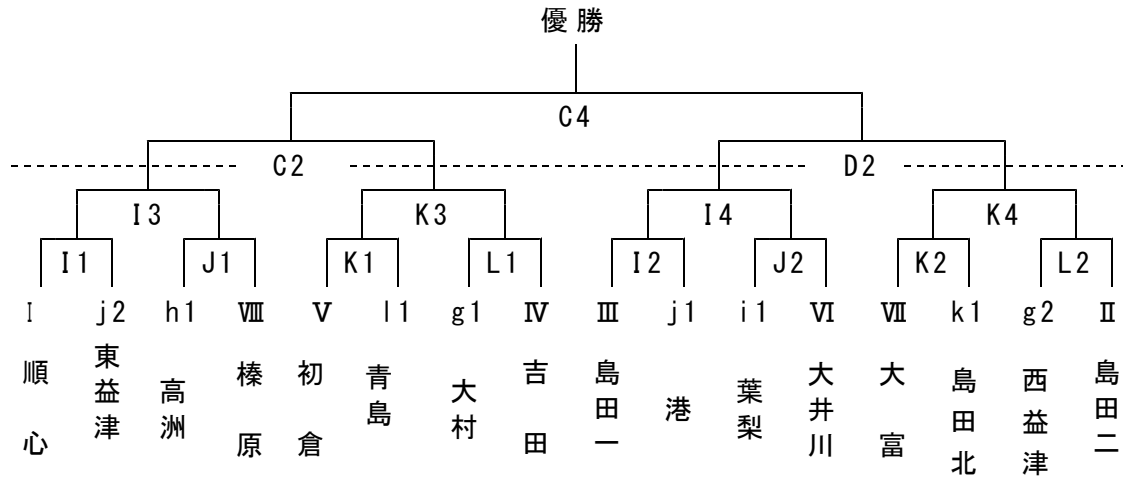 優勝
C4
C2 D2
I3 K3 I4 K4
I1 J1 K1 L1 I2 J2 K2 L2
Ⅰ j2 h1 Ⅷ Ⅴ l1 g1 Ⅳ Ⅲ j1 i1 Ⅵ Ⅶ k1 g2 Ⅱ
順心
東益津
高洲
榛原
初倉
青島
大村
吉田
島田一
港
葉梨
大井川
大富
島田北
西益津
島田二